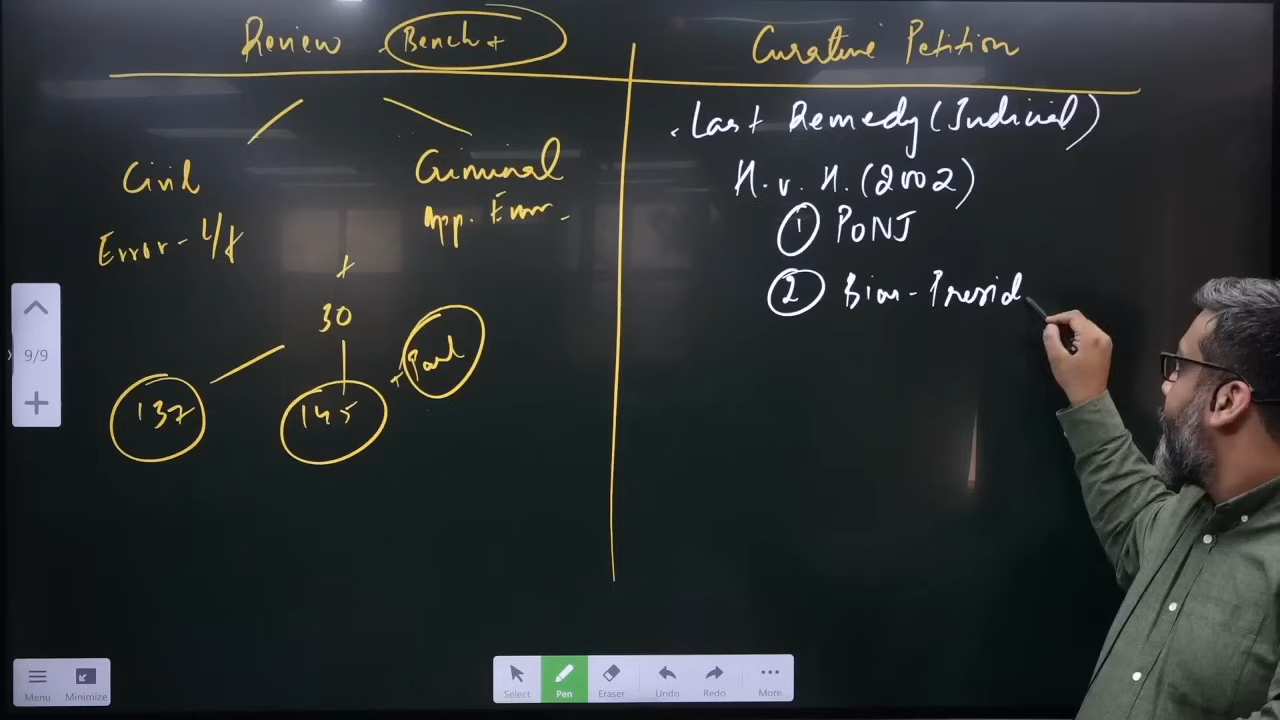 Review Bench +
Civil
Error - L/f
Criminal
App. Error -
+
30
137
145
+ Parl
Curative Petition
. Last Remedy (Judicial)
H. v. H. (2002)
1 PONJ
2 Bias - Presid
9/9
Menu
Minimize
Select
Pen
Eraser
Undo
Redo
More